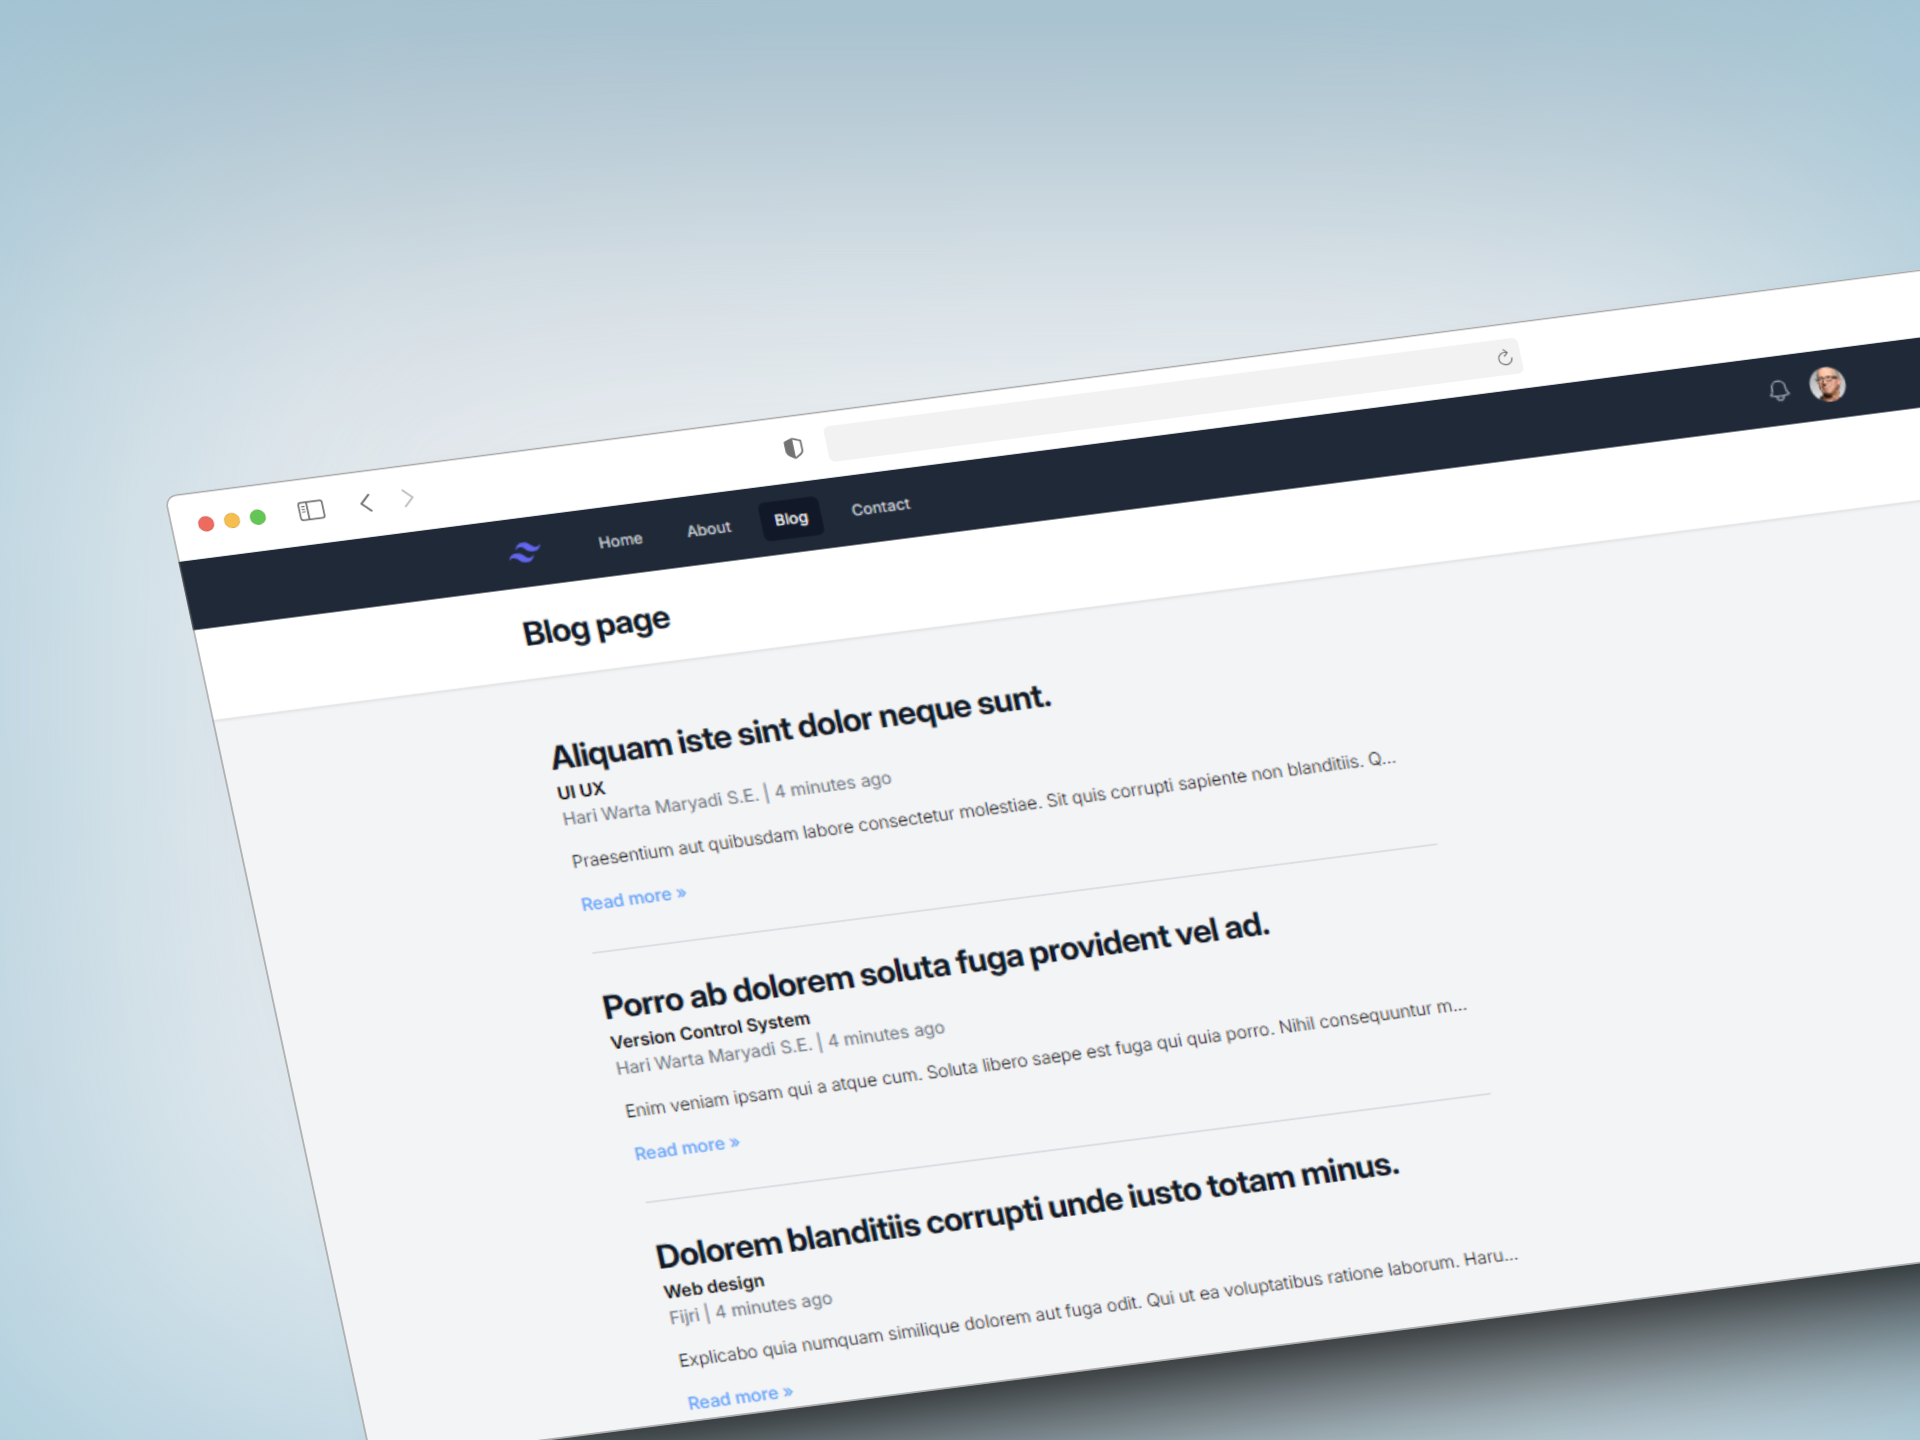 Home About Blog Contact
Blog page
Aliquam iste sint dolor neque sunt.
UI UX
Hari Warta Maryadi S.E. | 4 minutes ago
Praesentium aut quibusdam labore consectetur molestiae. Sit quis corrupti sapiente non blanditiis. Q...
Read more »
Porro ab dolorem soluta fuga provident vel ad.
Version Control System
Hari Warta Maryadi S.E. | 4 minutes ago
Enim veniam ipsam qui a atque cum. Soluta libero saepe est fuga qui quia porro. Nihil consequuntur m...
Read more »
Dolorem blanditiis corrupti unde iusto totam minus.
Web design
Fijri | 4 minutes ago
Explicabo quia numquam similique dolorem aut fuga odit. Qui ut ea voluptatibus ratione laborum. Haru...
Read more »